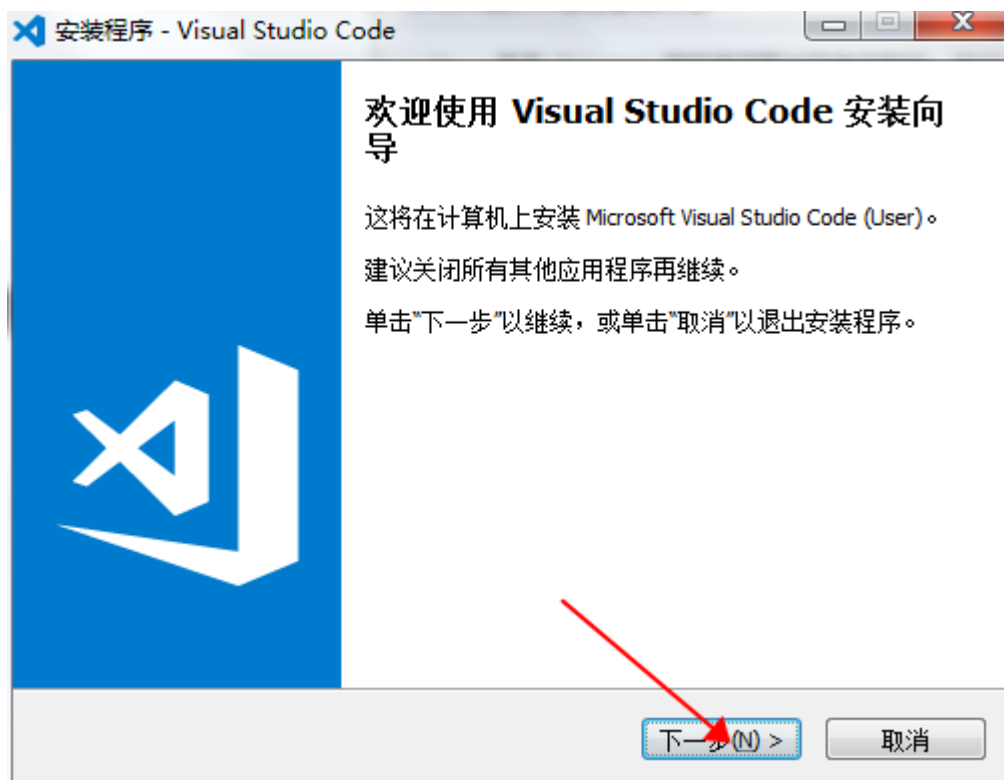 安装程序 - Visual Studio Code
欢迎使用 Visual Studio Code 安装向
导
这将在计算机上安装 Microsoft Visual Studio Code (User)。
建议关闭所有其他应用程序再继续。
单击“下一步”以继续，或单击“取消”以退出安装程序。
下一步(N) >
取消